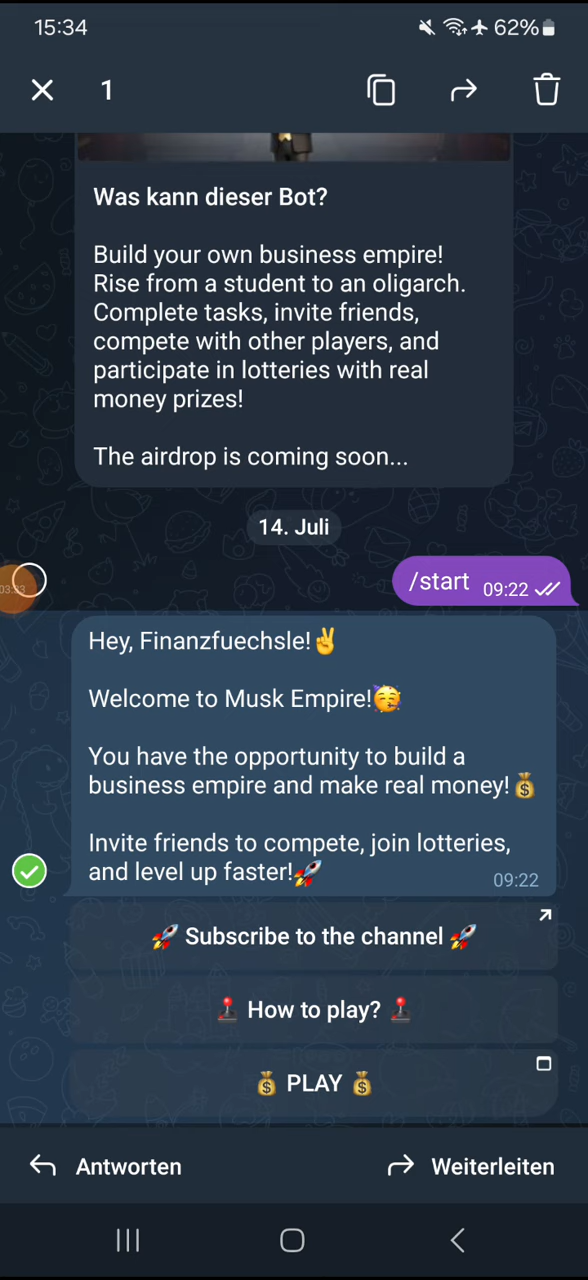 15:34
62%
1
Was kann dieser Bot?
Build your own business empire!
Rise from a student to an oligarch.
Complete tasks, invite friends,
compete with other players, and
participate in lotteries with real
money prizes!
The airdrop is coming soon...
14. Juli
/start 09:22
03:33
Hey, Finanzfuechsle!✌️
Welcome to Musk Empire!🥳
You have the opportunity to build a
business empire and make real money!💰
Invite friends to compete, join lotteries,
and level up faster!🚀
09:22
🚀 Subscribe to the channel 🚀
🕹️ How to play? 🕹️
💰 PLAY 💰
Antworten
Weiterleiten